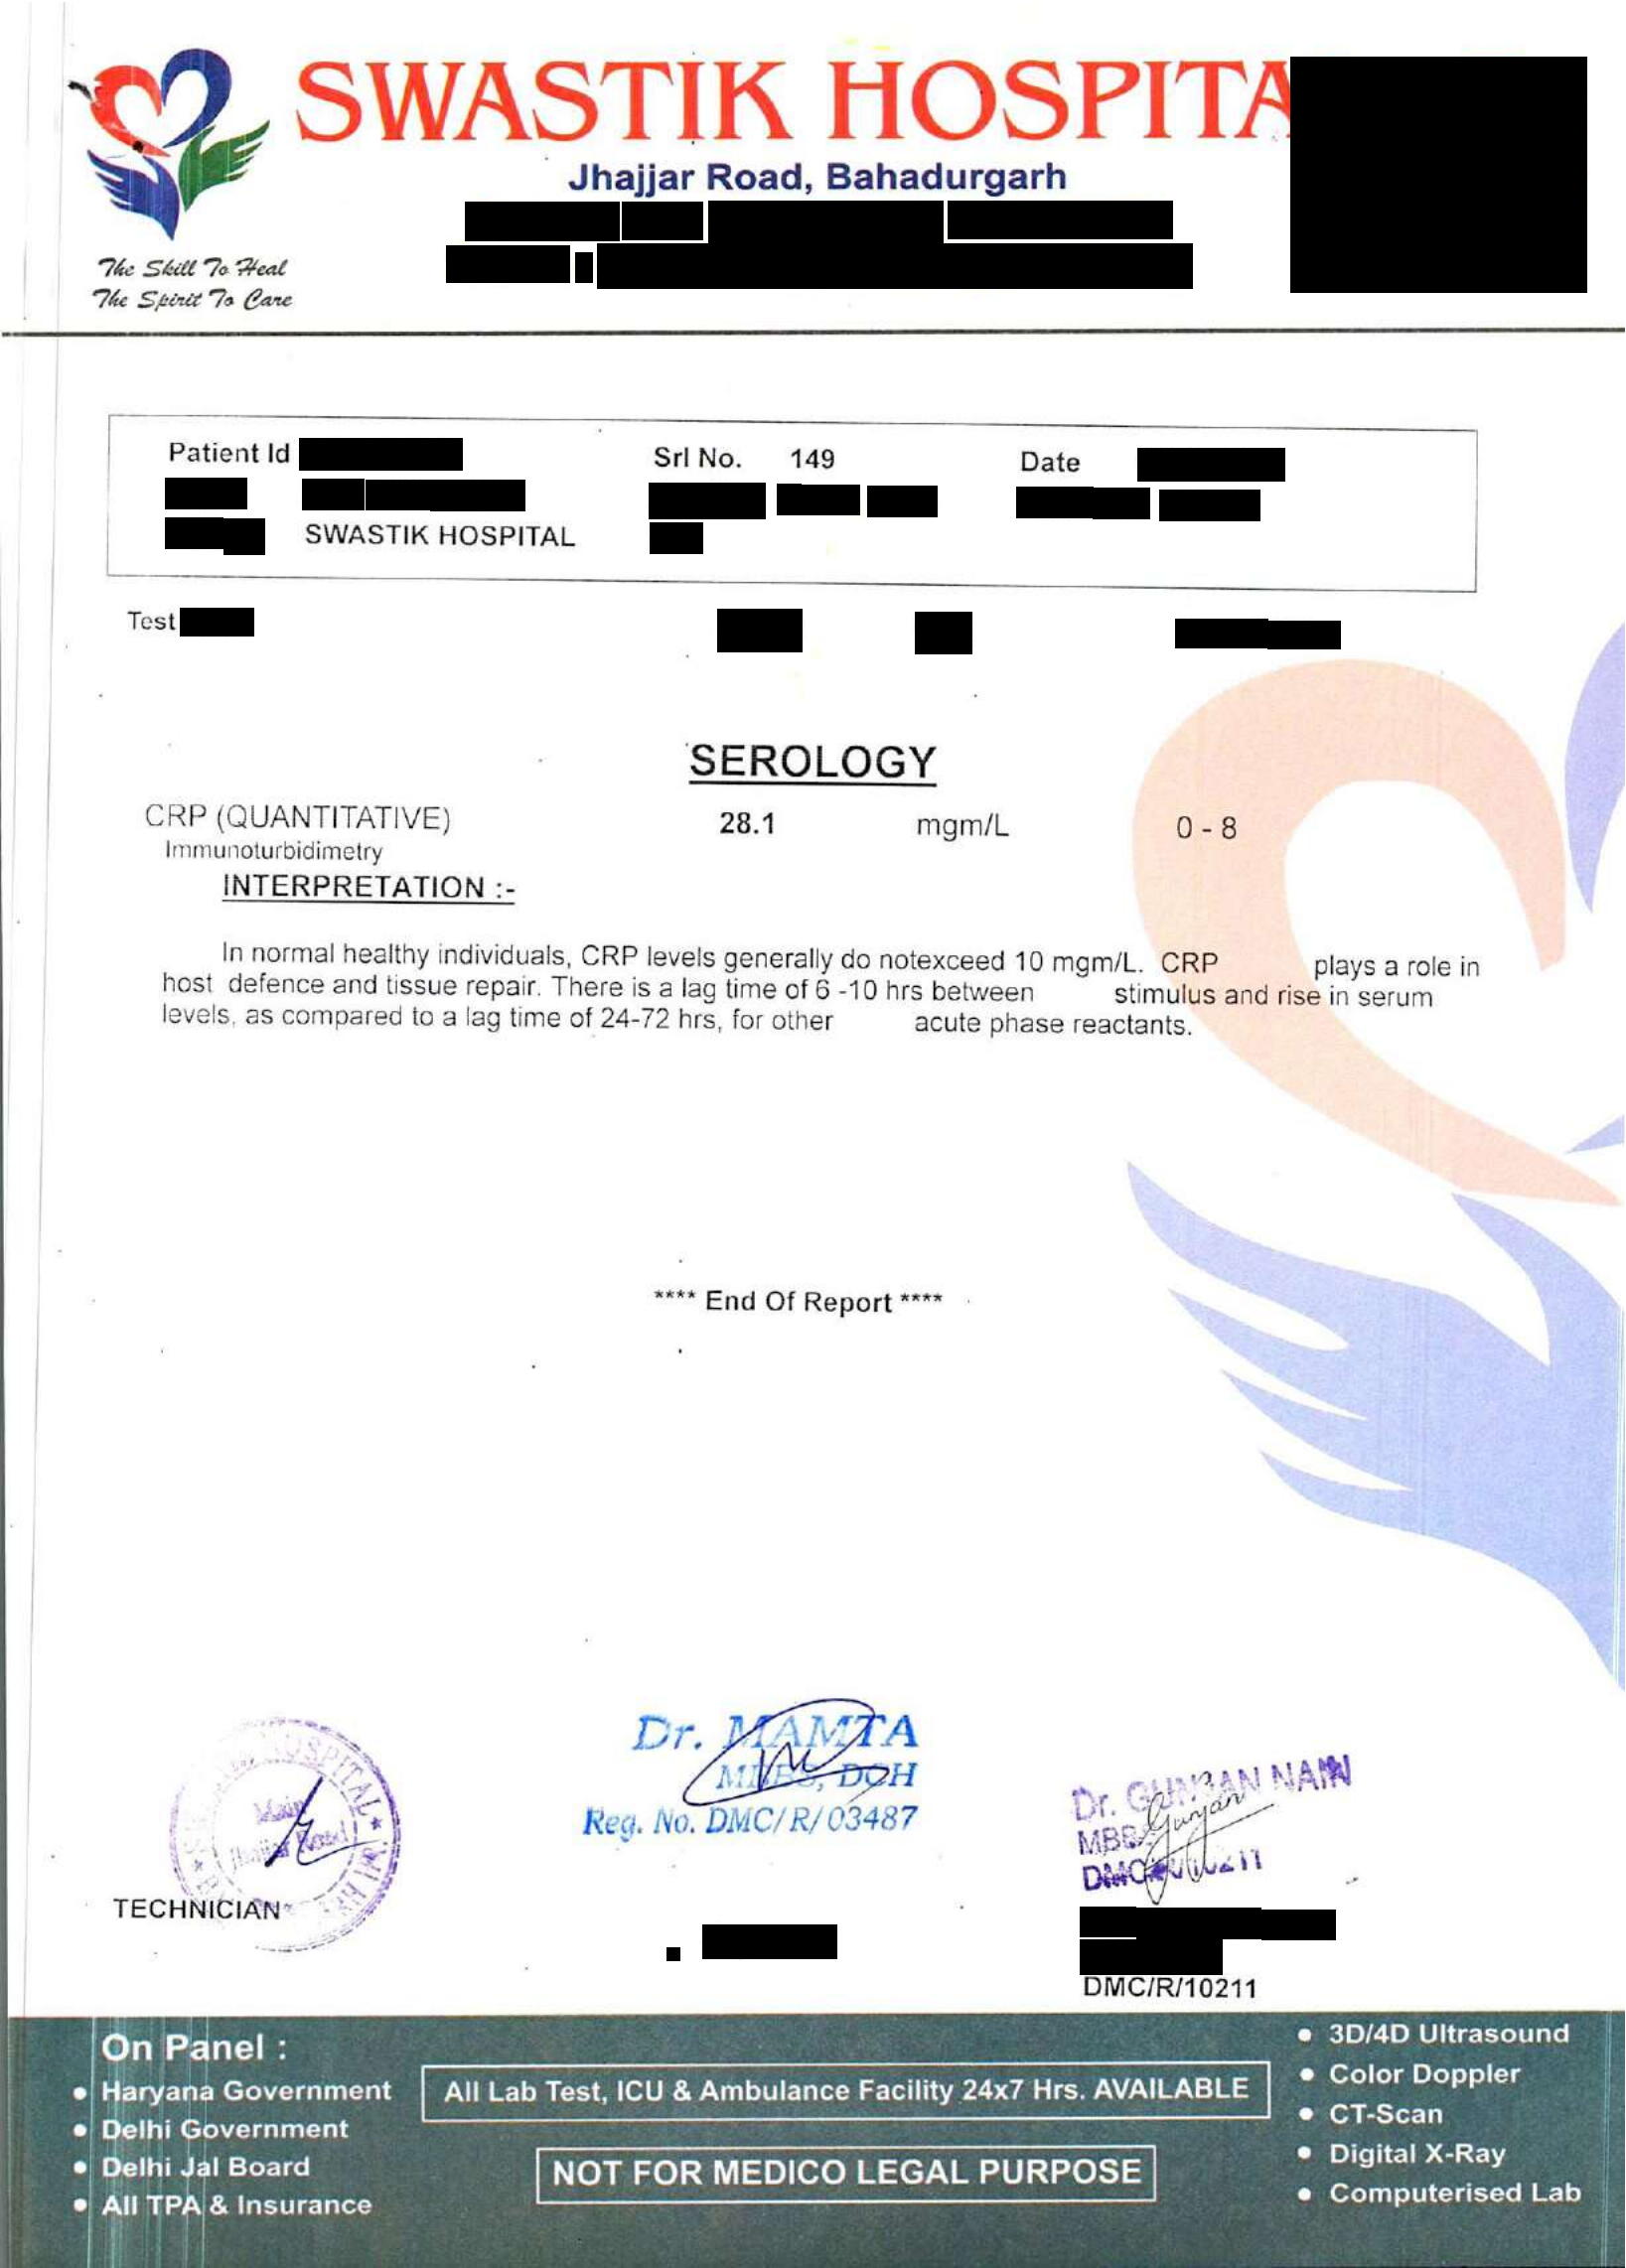 SWASTIK HOSPITA
Jhajjar Road, Bahadurgarh
The Skill To Heal
The Spirit To Care
Patient Id Srl No. 149 Date
SWASTIK HOSPITAL
Test
SEROLOGY
CRP (QUANTITATIVE) 28.1 mgm/L 0 - 8
Immunoturbidimetry
INTERPRETATION :-
In normal healthy individuals, CRP levels generally do notexceed 10 mgm/L. CRP plays a role in
host defence and tissue repair. There is a lag time of 6 -10 hrs between stimulus and rise in serum
levels, as compared to a lag time of 24-72 hrs, for other acute phase reactants.
**** End Of Report ****
Dr. MAMTA
MBBS, DCH
Reg. No. DMC/R/03487
HOSPITAL
Main
Road
Dr. GUNJAN NAIN
Gunjan
TECHNICIAN
DMC/R/10211
On Panel :
• Haryana Government
• Delhi Government
• Delhi Jal Board
• All TPA & Insurance
All Lab Test, ICU & Ambulance Facility 24x7 Hrs. AVAILABLE
NOT FOR MEDICO LEGAL PURPOSE
• 3D/4D Ultrasound
• Color Doppler
• CT-Scan
• Digital X-Ray
• Computerised Lab